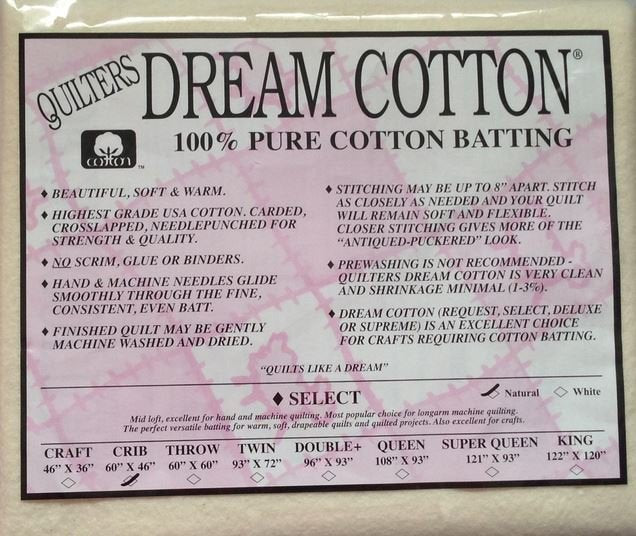 QUILTERS DREAM COTTON®
cotton TM
100% PURE COTTON BATTING
♦ BEAUTIFUL, SOFT & WARM.
♦ HIGHEST GRADE USA COTTON. CARDED,
CROSSLAPPED, NEEDLEPUNCHED FOR
STRENGTH & QUALITY.
♦ NO SCRIM, GLUE OR BINDERS.
♦ HAND & MACHINE NEEDLES GLIDE
SMOOTHLY THROUGH THE FINE,
CONSISTENT, EVEN BATT.
♦ FINISHED QUILT MAY BE GENTLY
MACHINE WASHED AND DRIED.
♦ STITCHING MAY BE UP TO 8" APART. STITCH
AS CLOSELY AS NEEDED AND YOUR QUILT
WILL REMAIN SOFT AND FLEXIBLE.
CLOSER STITCHING GIVES MORE OF THE
"ANTIQUED-PUCKERED" LOOK.
♦ PREWASHING IS NOT RECOMMENDED -
QUILTERS DREAM COTTON IS VERY CLEAN
AND SHRINKAGE MINIMAL (1-3%).
♦ DREAM COTTON (REQUEST, SELECT, DELUXE
OR SUPREME) IS AN EXCELLENT CHOICE
FOR CRAFTS REQUIRING COTTON BATTING.
"QUILTS LIKE A DREAM"
♦ SELECT
◇ Natural ◇ White
Mid loft, excellent for hand and machine quilting. Most popular choice for longarm machine quilting.
The perfect versatile batting for warm, soft, drapeable quilts and quilted projects. Also excellent for crafts.
CRAFT CRIB THROW TWIN DOUBLE+ QUEEN SUPER QUEEN KING
46" X 36" 60" X 46" 60" X 60" 93" X 72" 96" X 93" 108" X 93" 121" X 93" 122" X 120"